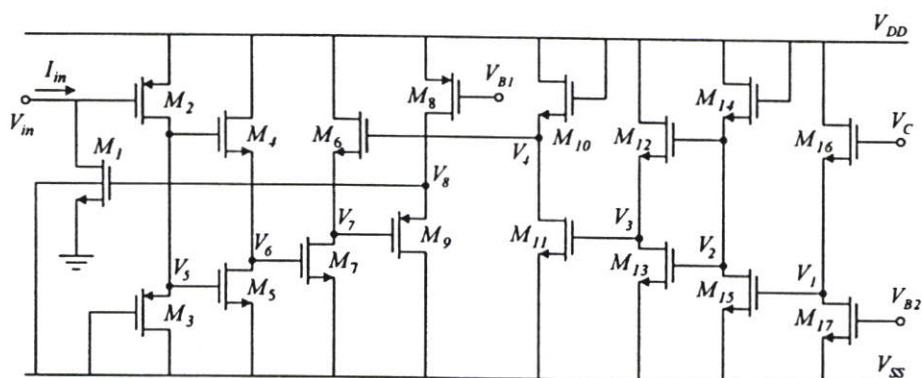 V_DD
I_in
V_in
M_1
M_2
M_4
M_6
M_8
V_B1
M_10
M_12
M_14
M_16
V_C
V_4
V_8
V_5
V_6
V_7
M_9
M_11
V_3
V_2
V_1
M_3
M_5
M_7
M_13
M_15
M_17
V_B2
V_SS